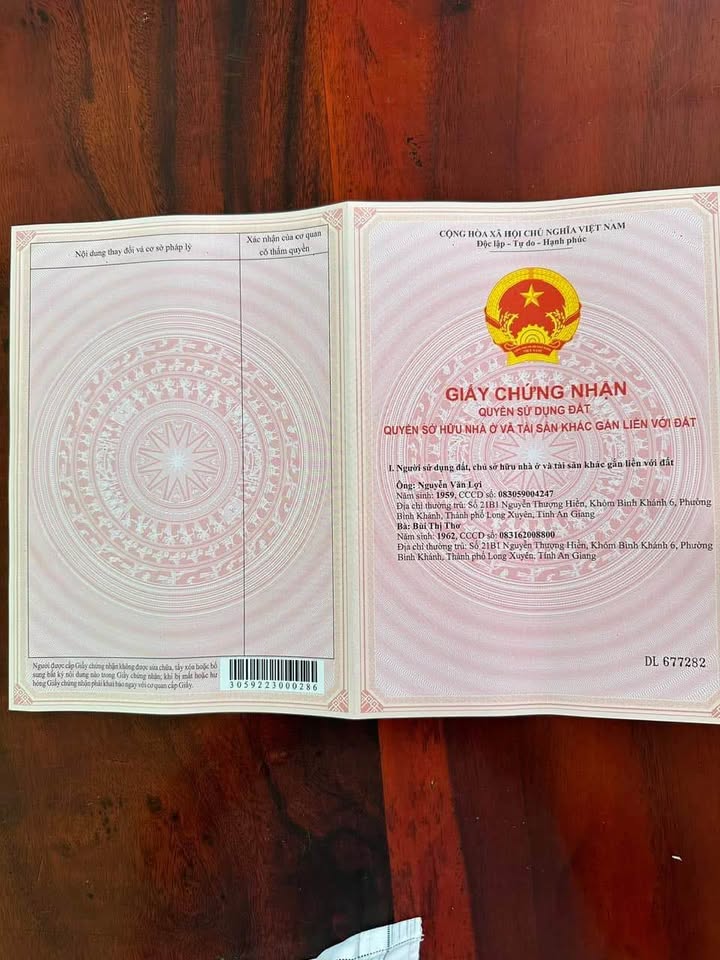 Nội dung thay đổi và cơ sở pháp lý
Xác nhận của cơ quan
có thẩm quyền
Người được cấp Giấy chứng nhận không được sửa chữa, tẩy xóa hoặc bổ
sung bất kỳ nội dung nào trong Giấy chứng nhận; khi bị mất hoặc hư
hỏng Giấy chứng nhận phải khai báo ngay với cơ quan cấp Giấy.
3059223000286
CỘNG HÒA XÃ HỘI CHỦ NGHĨA VIỆT NAM
Độc lập - Tự do - Hạnh phúc
VIỆT NAM
GIẤY CHỨNG NHẬN
QUYỀN SỬ DỤNG ĐẤT
QUYỀN SỞ HỮU NHÀ Ở VÀ TÀI SẢN KHÁC GẮN LIỀN VỚI ĐẤT
I. Người sử dụng đất, chủ sở hữu nhà ở và tài sản khác gắn liền với đất
Ông: Nguyễn Văn Lợi
Năm sinh: 1959, CCCD số: 083059004247
Địa chỉ thường trú: Số 21B1 Nguyễn Thượng Hiền, Khóm Bình Khánh 6, Phường
Bình Khánh, Thành phố Long Xuyên, Tỉnh An Giang
Bà: Bùi Thị Thơ
Năm sinh: 1962, CCCD số: 083162008800
Địa chỉ thường trú: Số 21B1 Nguyễn Thượng Hiền, Khóm Bình Khánh 6, Phường
Bình Khánh, Thành phố Long Xuyên, Tỉnh An Giang
DL 677282